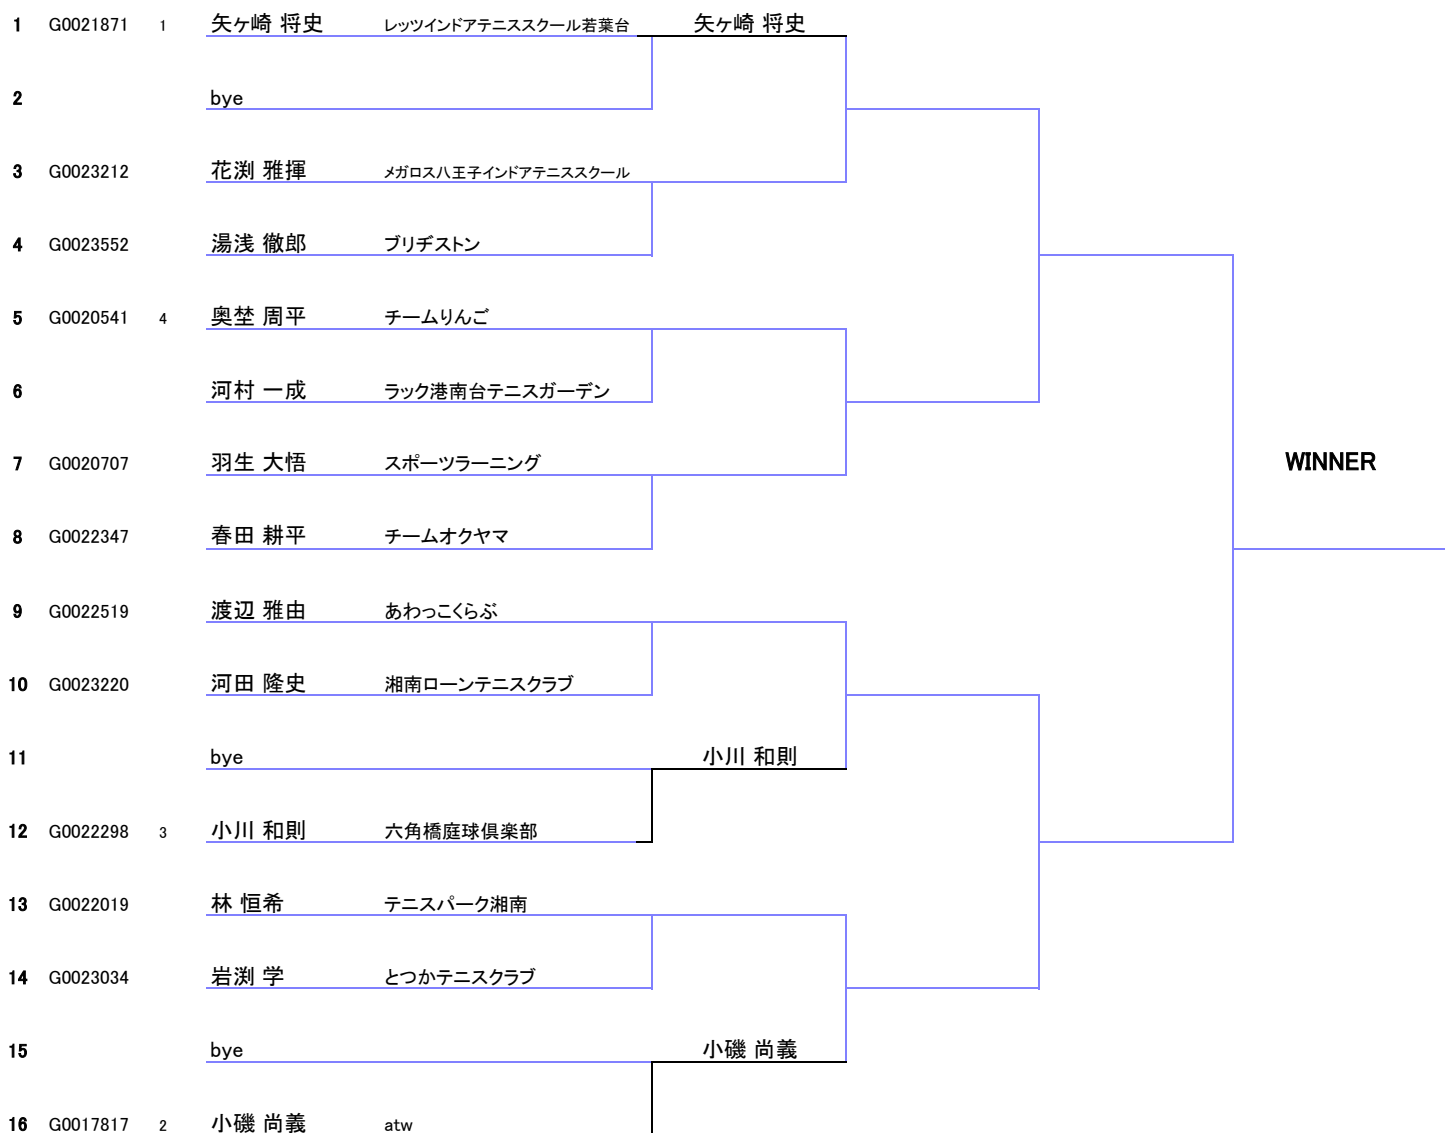 1 G0021871 1 矢ヶ崎 将史 レッツインドアテニススクール若葉台 矢ヶ崎 将史
2 bye
3 G0023212 花渕 雅揮 メガロス八王子インドアテニススクール
4 G0023552 湯浅 徹郎 ブリヂストン
5 G0020541 4 奥埜 周平 チームりんご
6 河村 一成 ラック港南台テニスガーデン
7 G0020707 羽生 大悟 スポーツラーニング WINNER
8 G0022347 春田 耕平 チームオクヤマ
9 G0022519 渡辺 雅由 あわっこくらぶ
10 G0023220 河田 隆史 湘南ローンテニスクラブ
11 bye 小川 和則
12 G0022298 3 小川 和則 六角橋庭球倶楽部
13 G0022019 林 恒希 テニスパーク湘南
14 G0023034 岩渕 学 とつかテニスクラブ
15 bye 小磯 尚義
16 G0017817 2 小磯 尚義 atw